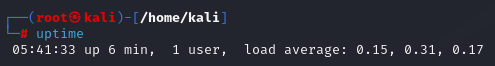 ┌──(root㉿kali)-[/home/kali]
└─# uptime
 05:41:33 up 6 min,  1 user,  load average: 0.15, 0.31, 0.17